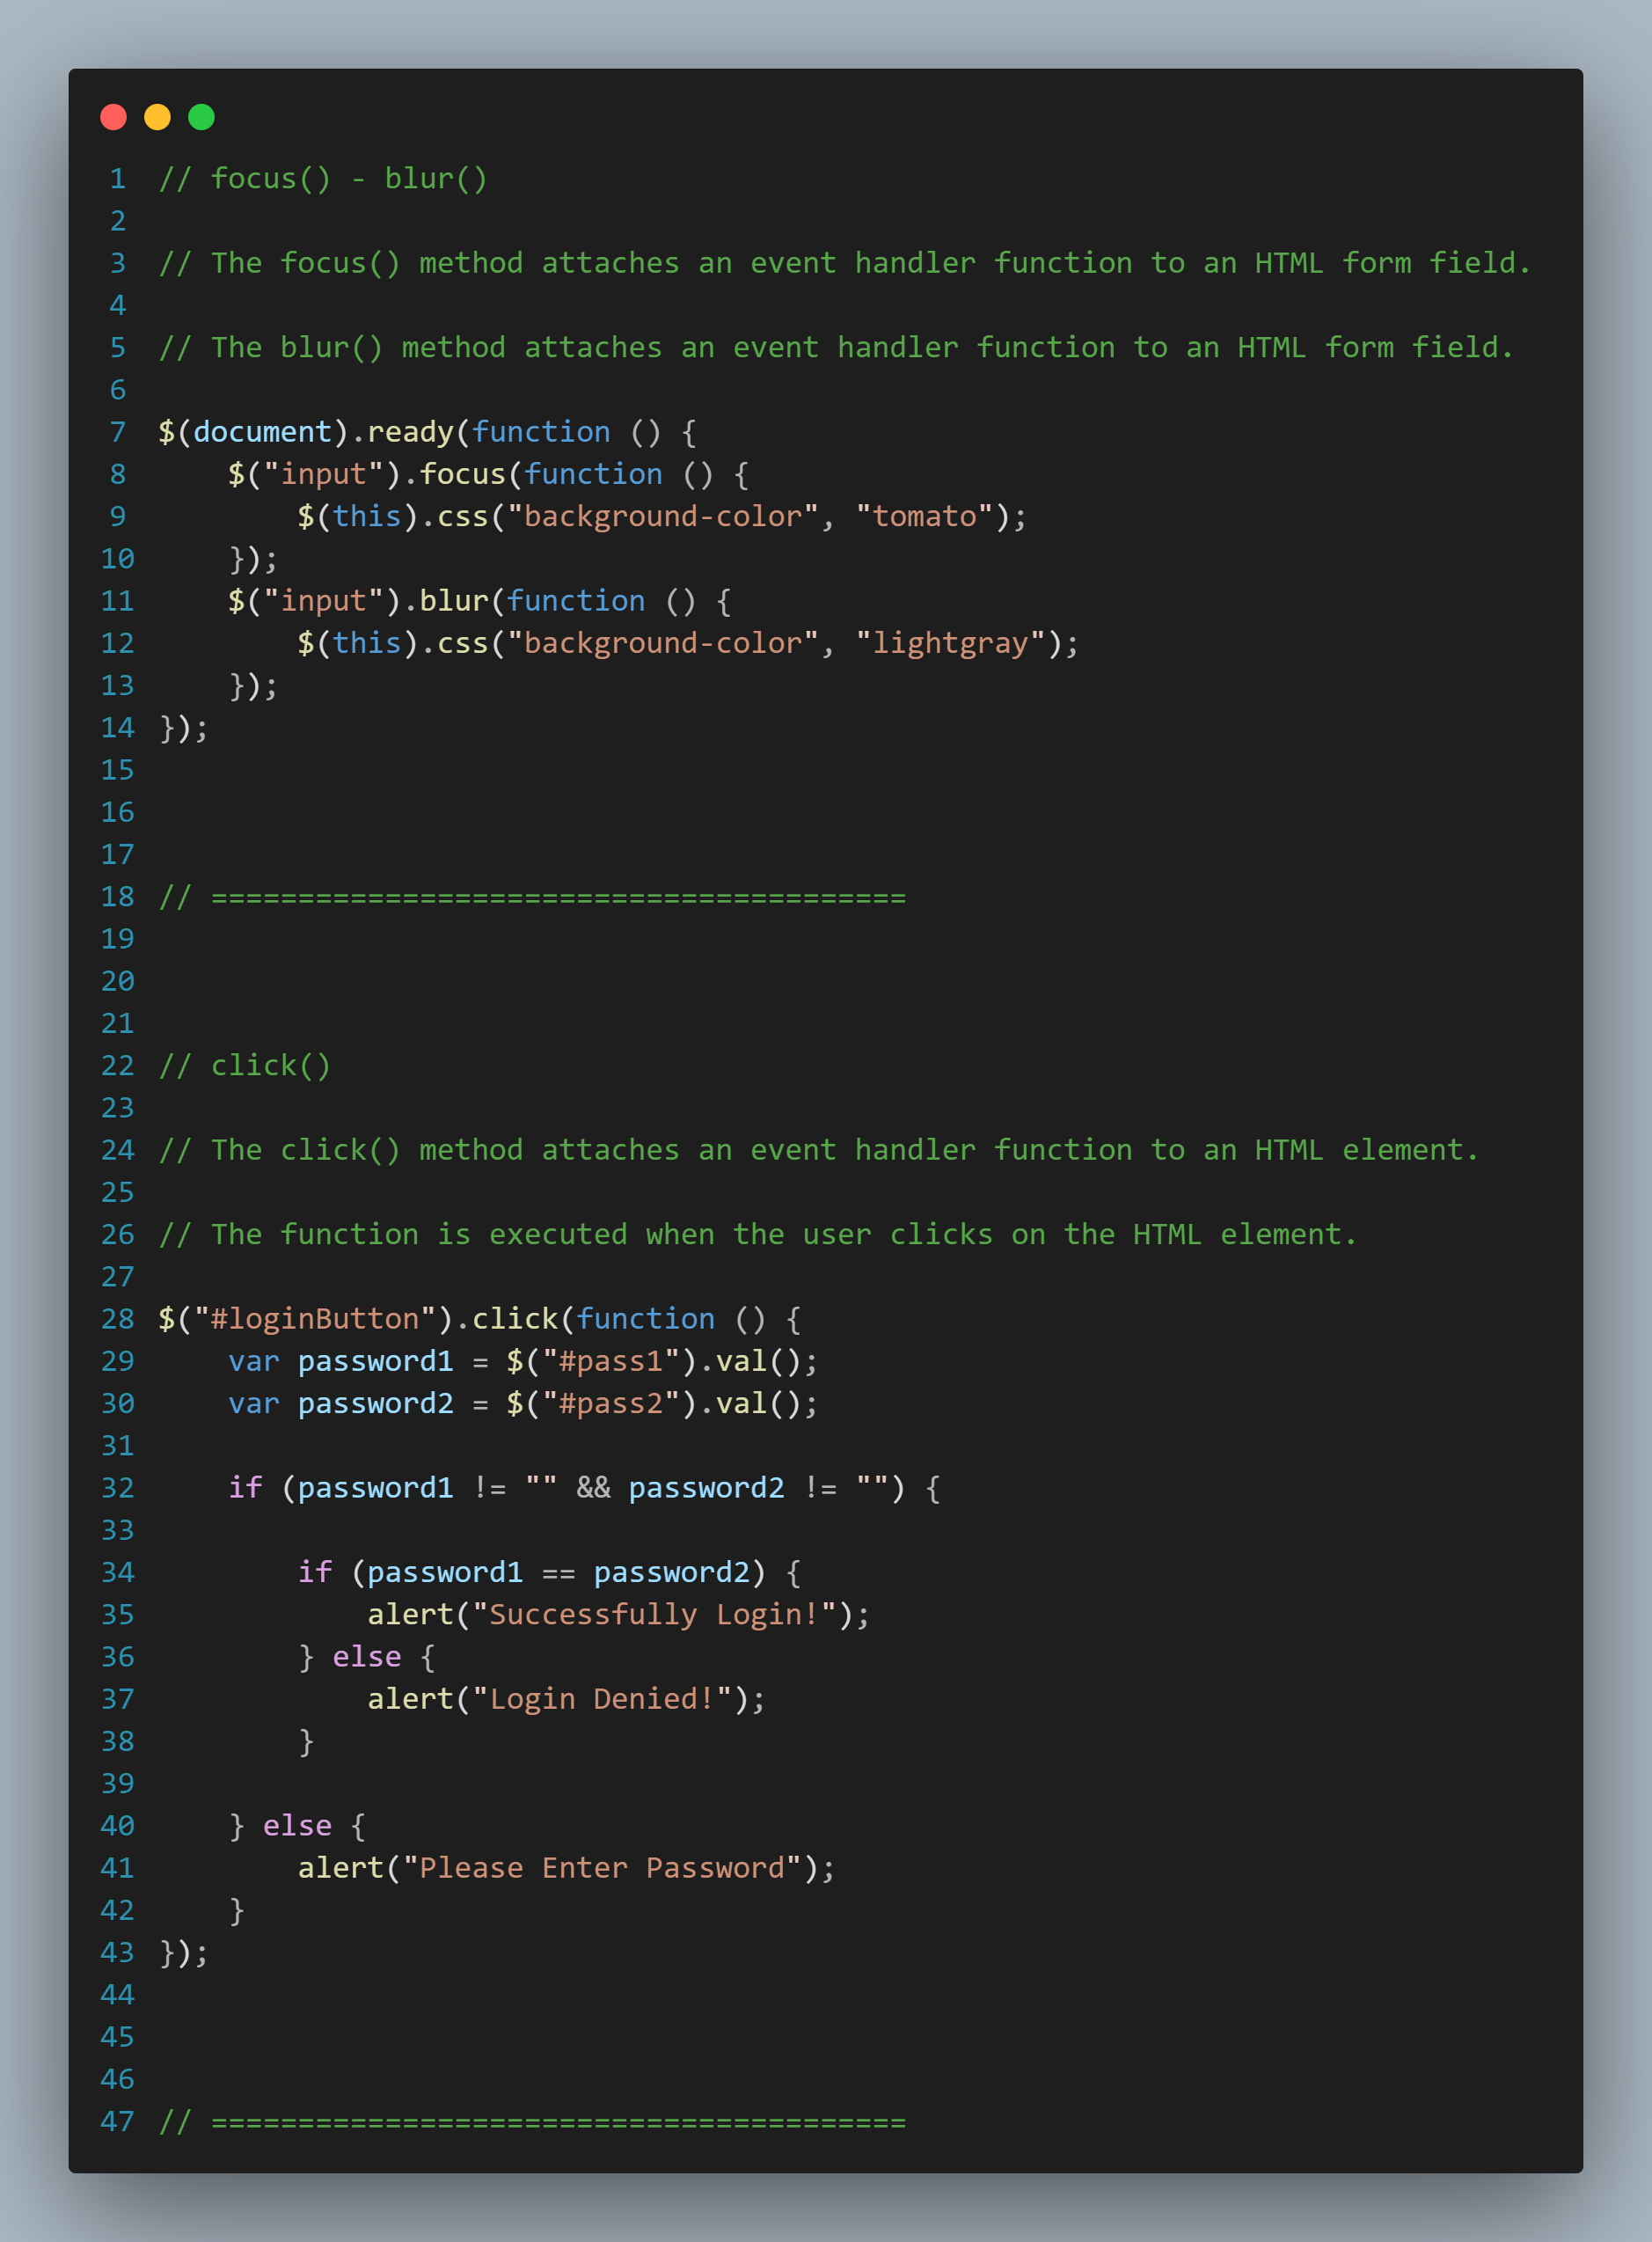 1 // focus() - blur()
2
3 // The focus() method attaches an event handler function to an HTML form field.
4
5 // The blur() method attaches an event handler function to an HTML form field.
6
7 $(document).ready(function () {
8     $("input").focus(function () {
9         $(this).css("background-color", "tomato");
10     });
11     $("input").blur(function () {
12         $(this).css("background-color", "lightgray");
13     });
14 });
15
16
17
18 // ========================================
19
20
21
22 // click()
23
24 // The click() method attaches an event handler function to an HTML element.
25
26 // The function is executed when the user clicks on the HTML element.
27
28 $("#loginButton").click(function () {
29     var password1 = $("#pass1").val();
30     var password2 = $("#pass2").val();
31
32     if (password1 != "" && password2 != "") {
33
34         if (password1 == password2) {
35             alert("Successfully Login!");
36         } else {
37             alert("Login Denied!");
38         }
39
40     } else {
41         alert("Please Enter Password");
42     }
43 });
44
45
46
47 // ========================================